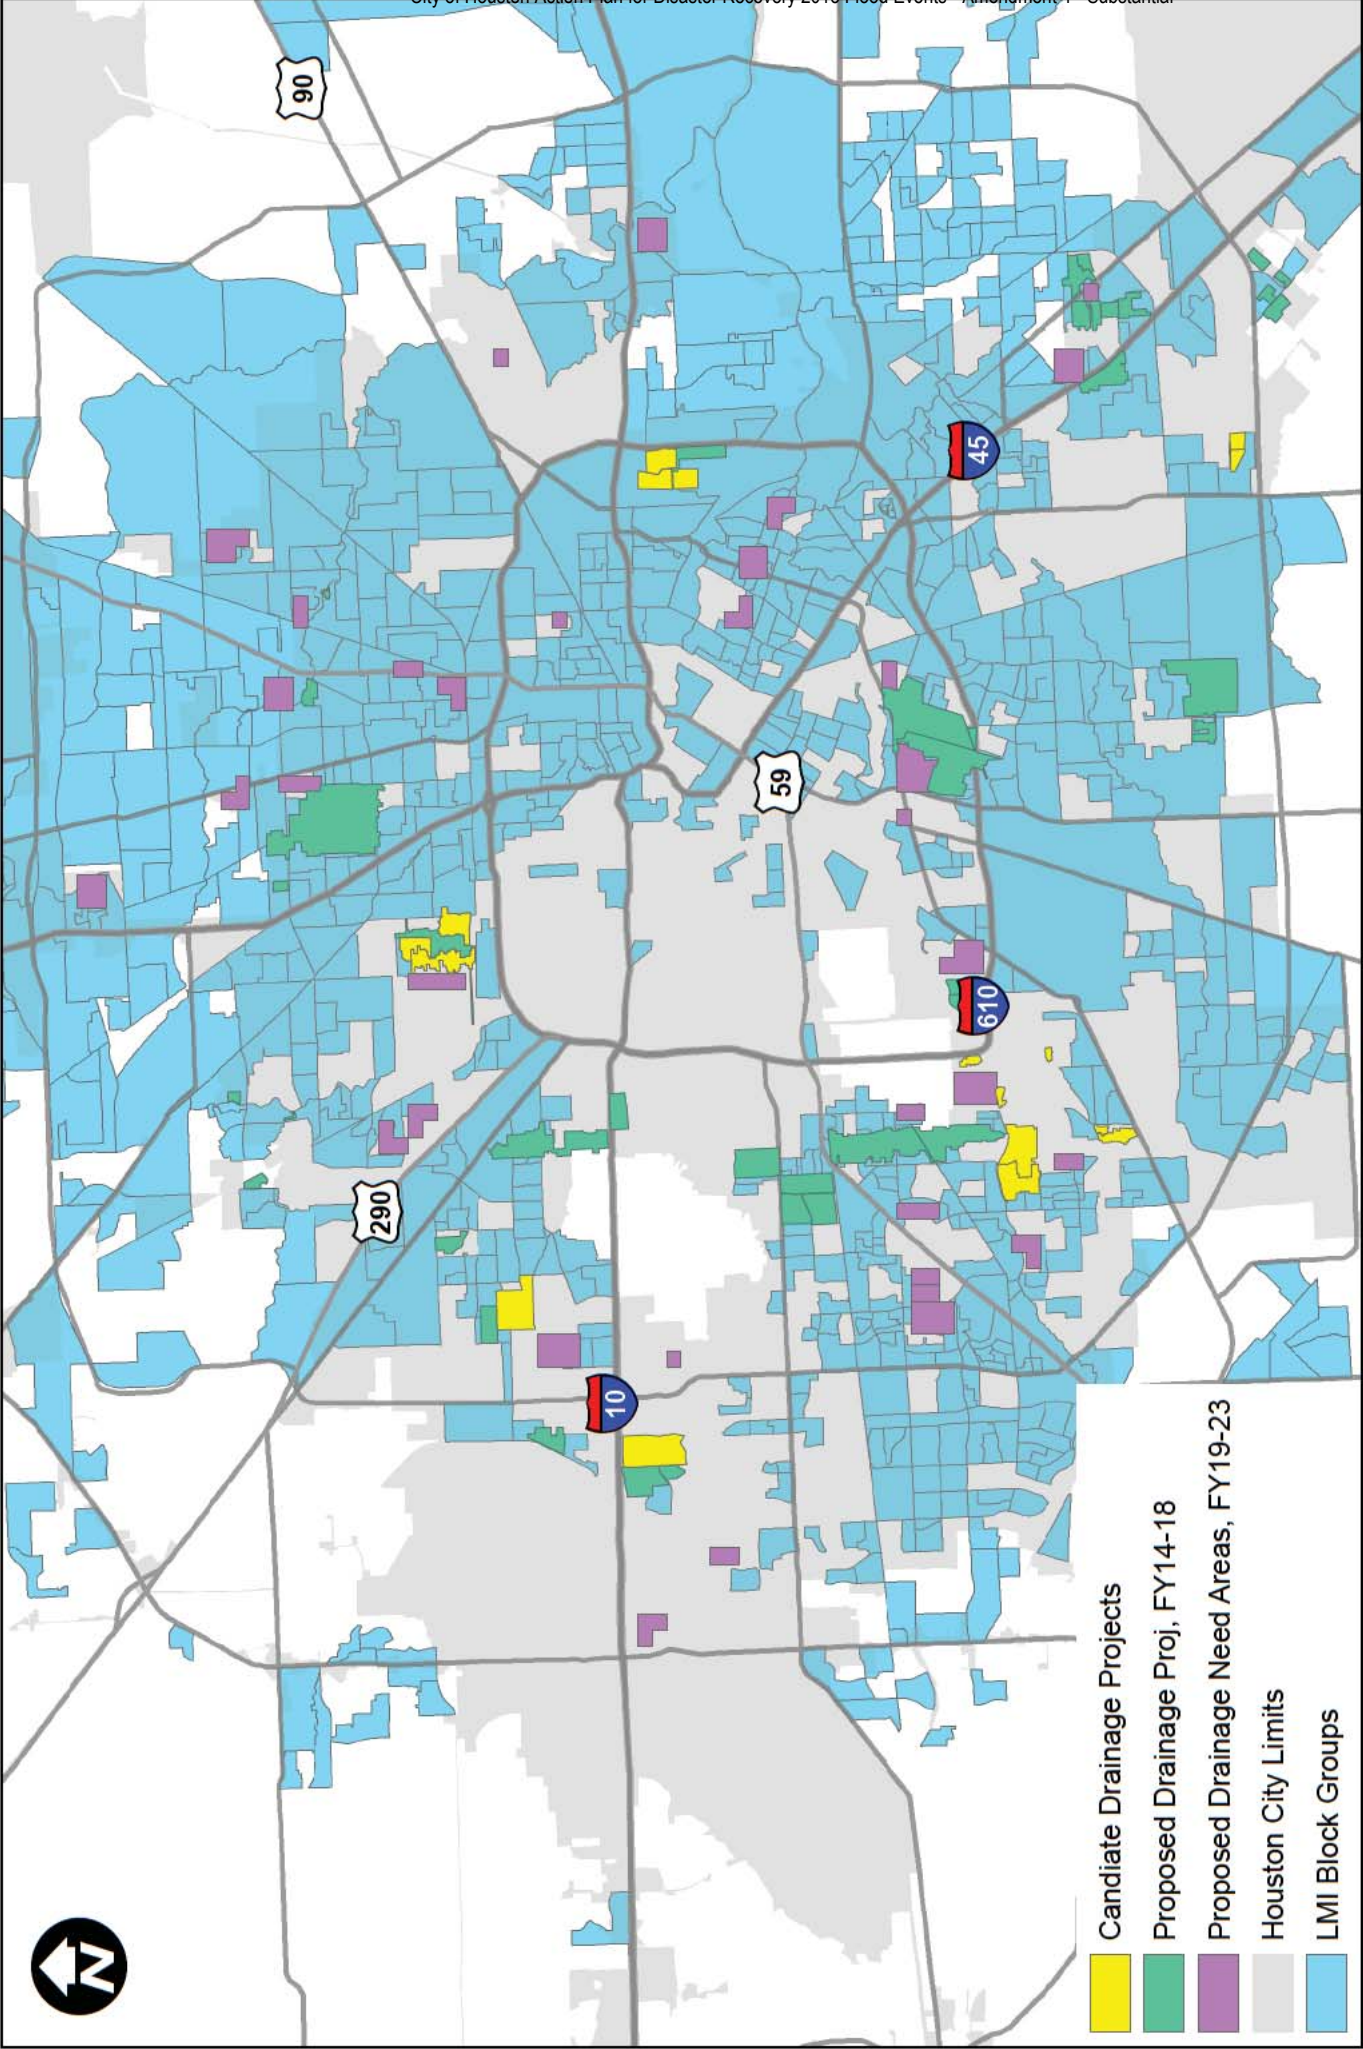 90
45
59
610
290
10
N
Candiate Drainage Projects
Proposed Drainage Proj, FY14-18
Proposed Drainage Need Areas, FY19-23
Houston City Limits
LMI Block Groups